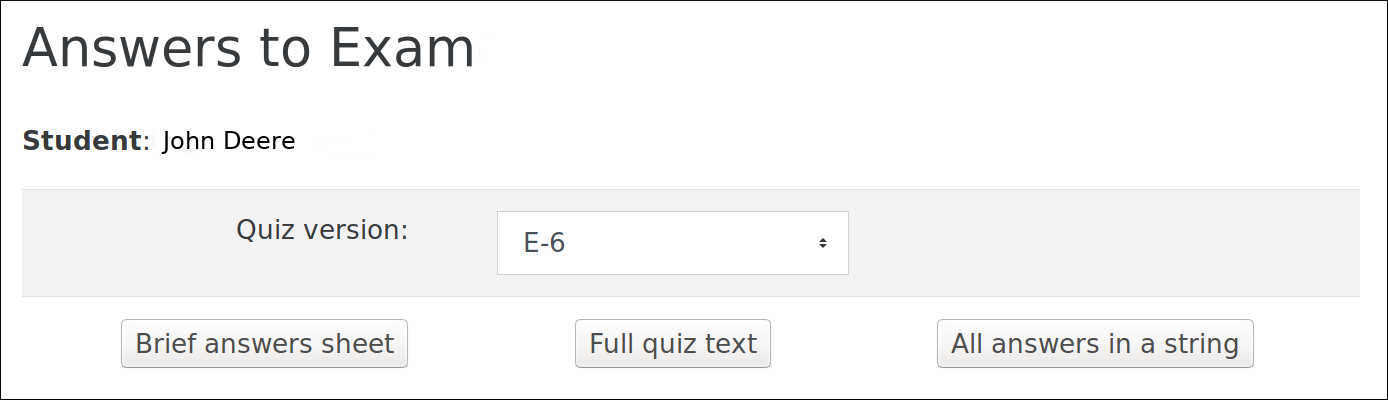 Answers to Exam
Student: John Deere
Quiz version: E-6
Brief answers sheet Full quiz text All answers in a string